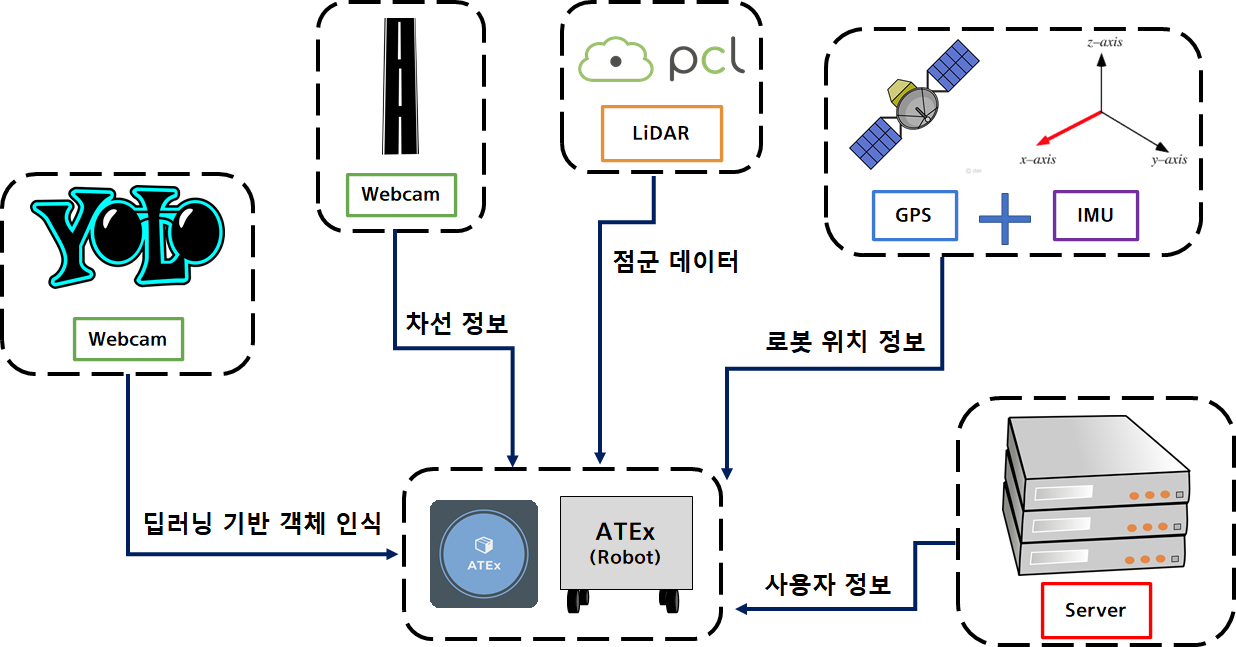 YOLO
Webcam
Webcam
pcl
LiDAR
z–axis
x–axis
y–axis
GPS
IMU
점군 데이터
차선 정보
로봇 위치 정보
딥러닝 기반 객체 인식
사용자 정보
ATEx
ATEx
(Robot)
Server